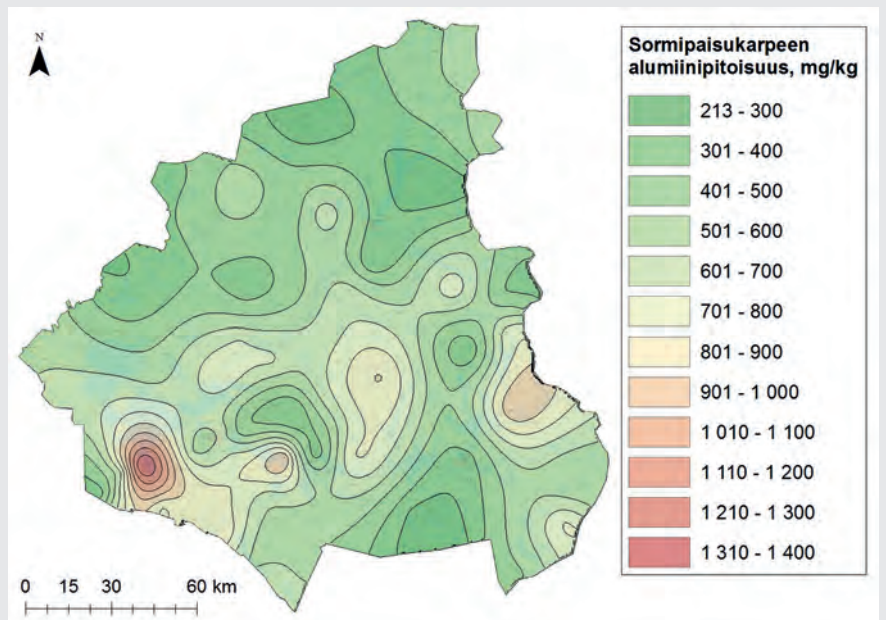 N
Sormipaisukarpeen
alumiinipitoisuus, mg/kg
213 - 300
301 - 400
401 - 500
501 - 600
601 - 700
701 - 800
801 - 900
901 - 1 000
1 010 - 1 100
1 110 - 1 200
1 210 - 1 300
1 310 - 1 400
0 15 30 60 km